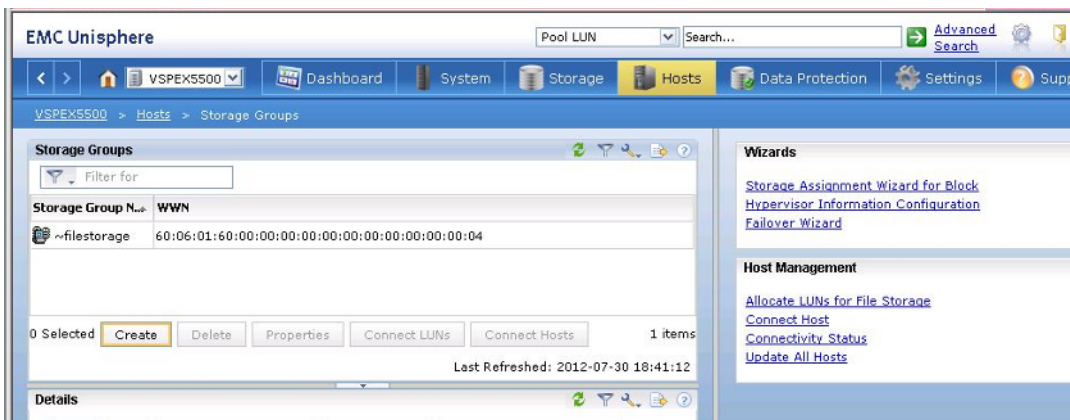 EMC Unisphere Pool LUN Search... Advanced Search
VSPEX5500 Dashboard System Storage Hosts Data Protection Settings Supp
VSPEX5500 > Hosts > Storage Groups
Storage Groups
Filter for
Storage Group N... WWN
~filestorage 60:06:01:60:00:00:00:00:00:00:00:00:00:00:00:04
0 Selected Create Delete Properties Connect LUNs Connect Hosts 1 items
Last Refreshed: 2012-07-30 18:41:12
Details
Wizards
Storage Assignment Wizard for Block
Hypervisor Information Configuration
Failover Wizard
Host Management
Allocate LUNs for File Storage
Connect Host
Connectivity Status
Update All Hosts